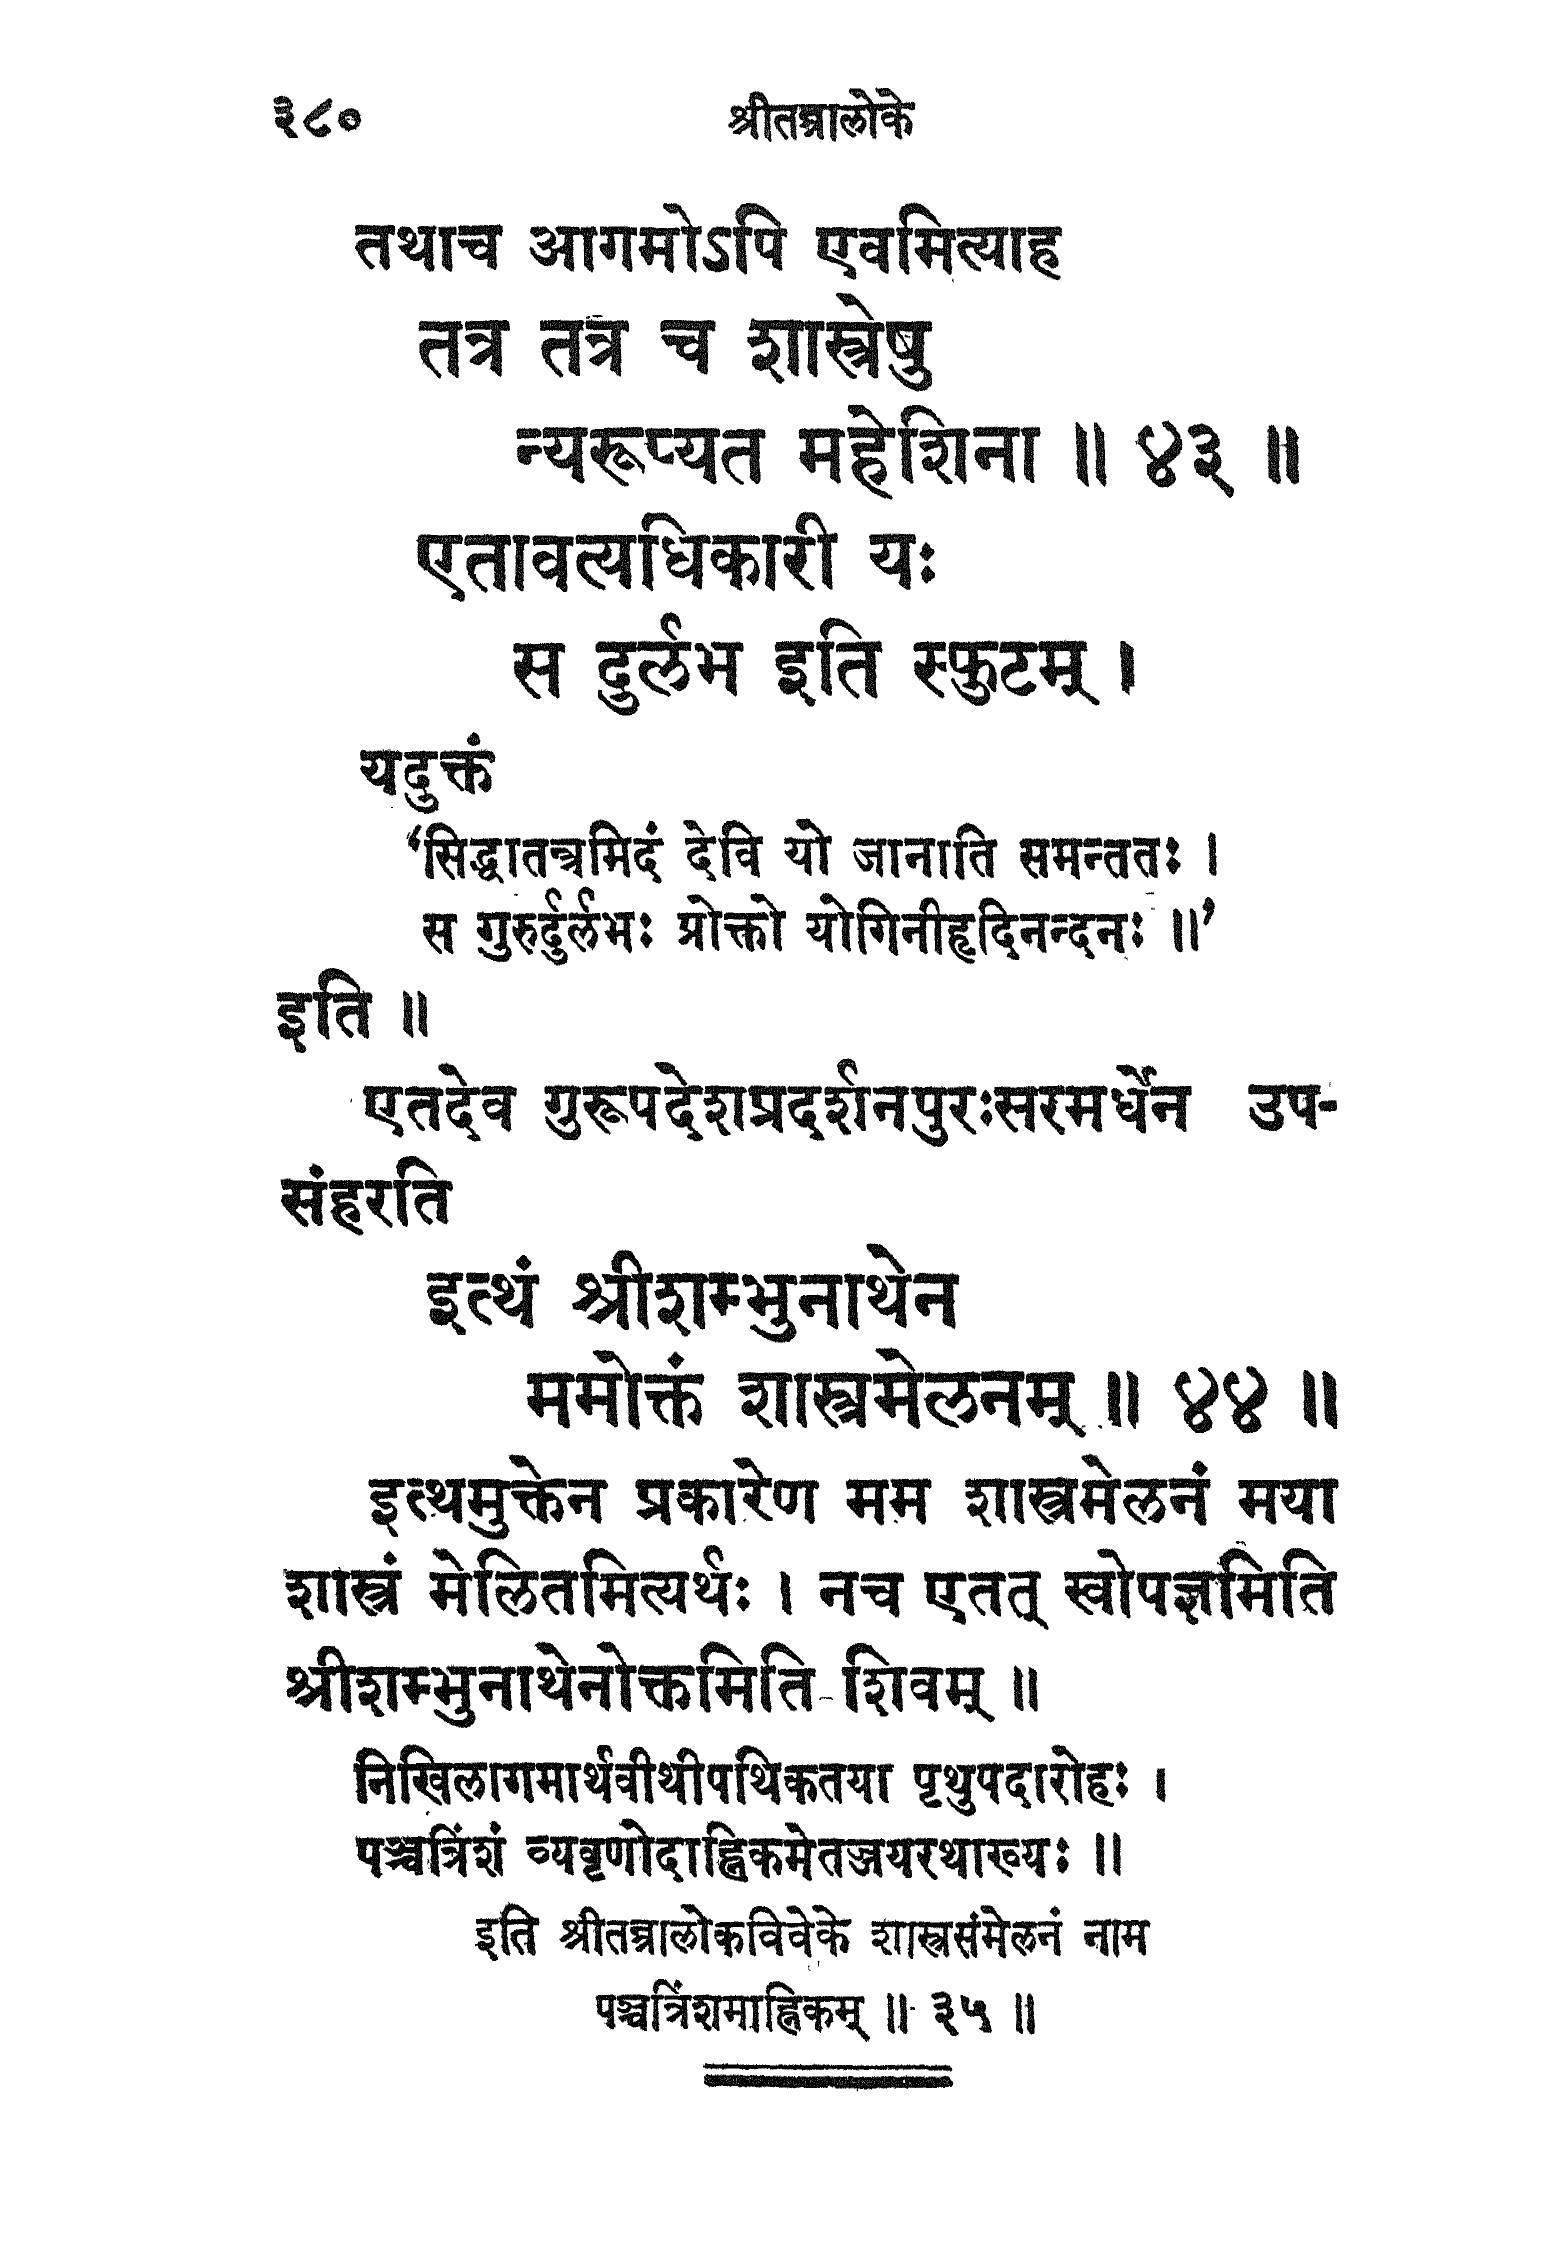 ३८० श्रीतन्त्रालोके
तथाच आगमोऽपि एवमित्याह
तत्र तत्र च शास्त्रेषु
न्यरूप्यत महेशिना ॥ ४३ ॥
एतावत्यधिकारी यः
स दुर्लभ इति स्फुटम् ।
यदुक्तं
‘सिद्धातन्त्रमिदं देवि यो जानाति समन्ततः ।
स गुरुर्दुर्लभः प्रोक्तो योगिनीहृदिनन्दनः ॥’
इति ॥
एतदेव गुरूपदेशप्रदर्शनपुरःसरमर्धेन उप-
संहरति
इत्थं श्रीशम्भुनाथेन
ममोक्तं शास्त्रमेलनम् ॥ ४४ ॥
इत्थमुक्तेन प्रकारेण मम शास्त्रमेलनं मया
शास्त्रं मेलितमित्यर्थः । नच एतत् स्वोपज्ञमिति
श्रीशम्भुनाथेनोक्तमिति शिवम् ॥
निखिलागमार्थवीथीपथिकतया पृथुपदारोहः ।
पञ्चत्रिंशं व्यवृणोदाह्निकमेतज्जयरथाख्यः ॥
इति श्रीतन्त्रालोकविवेके शास्त्रसंमेलनं नाम
पञ्चत्रिंशमाह्निकम् ॥ ३५ ॥